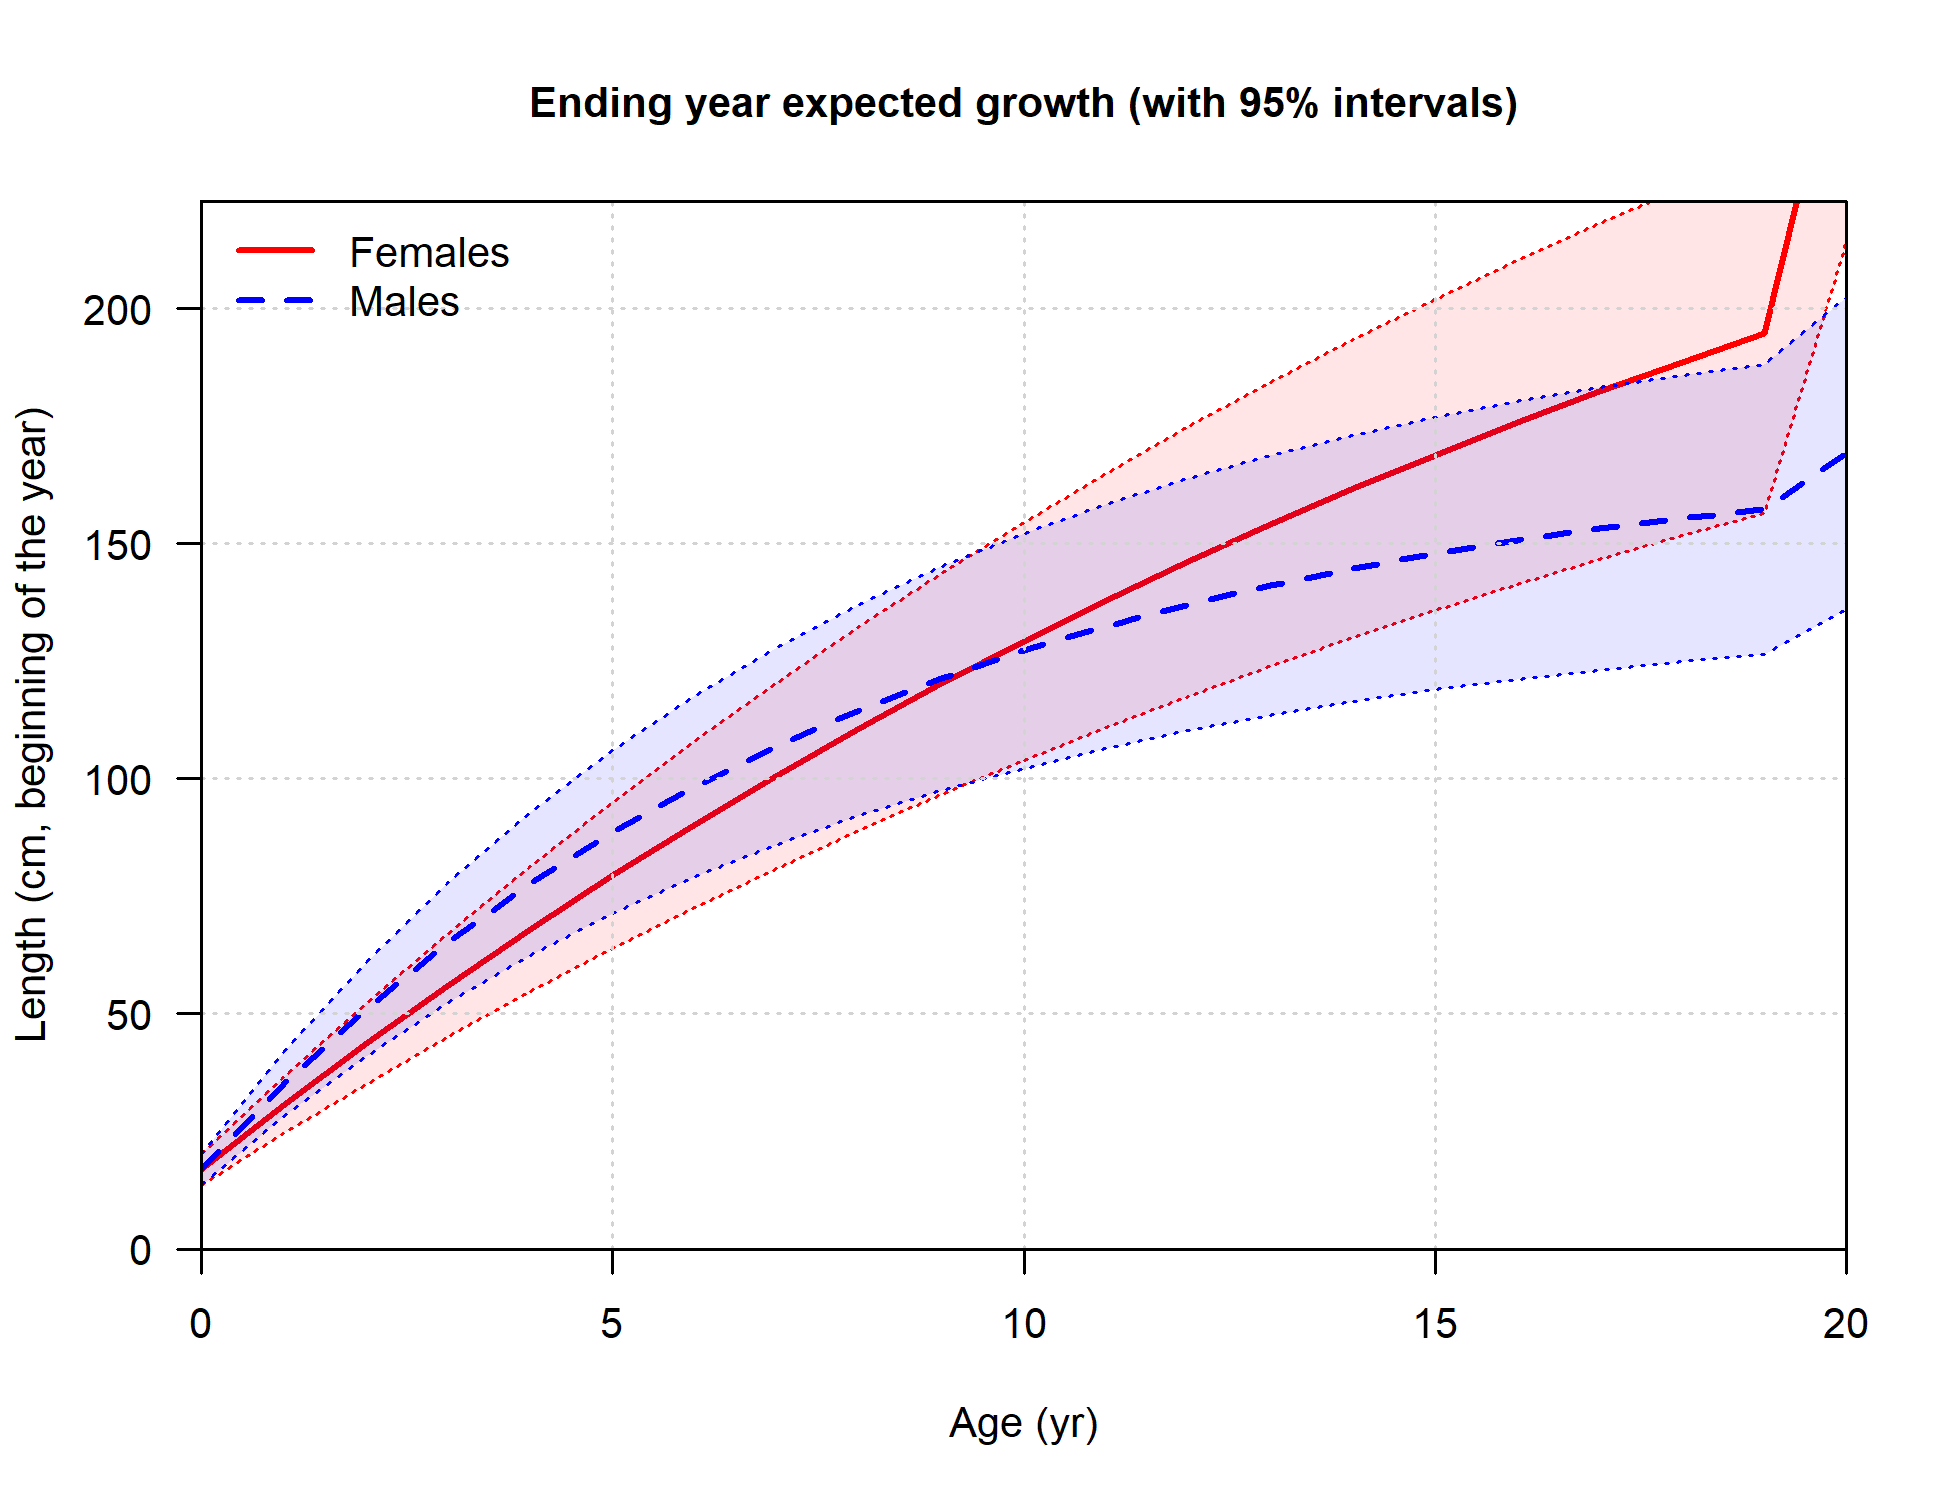 Ending year expected growth (with 95% intervals)
Females
Males
Length (cm, beginning of the year)
200
150
100
50
0
0 5 10 15 20
Age (yr)